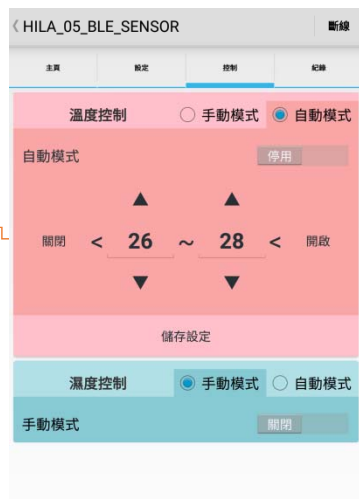 HILA_05_BLE_SENSOR 斷線
主頁 設定 控制 紀錄
溫度控制 手動模式 自動模式
自動模式 停用
關閉 < 26 ~ 28 < 開啟
儲存設定
濕度控制 手動模式 自動模式
手動模式 關閉